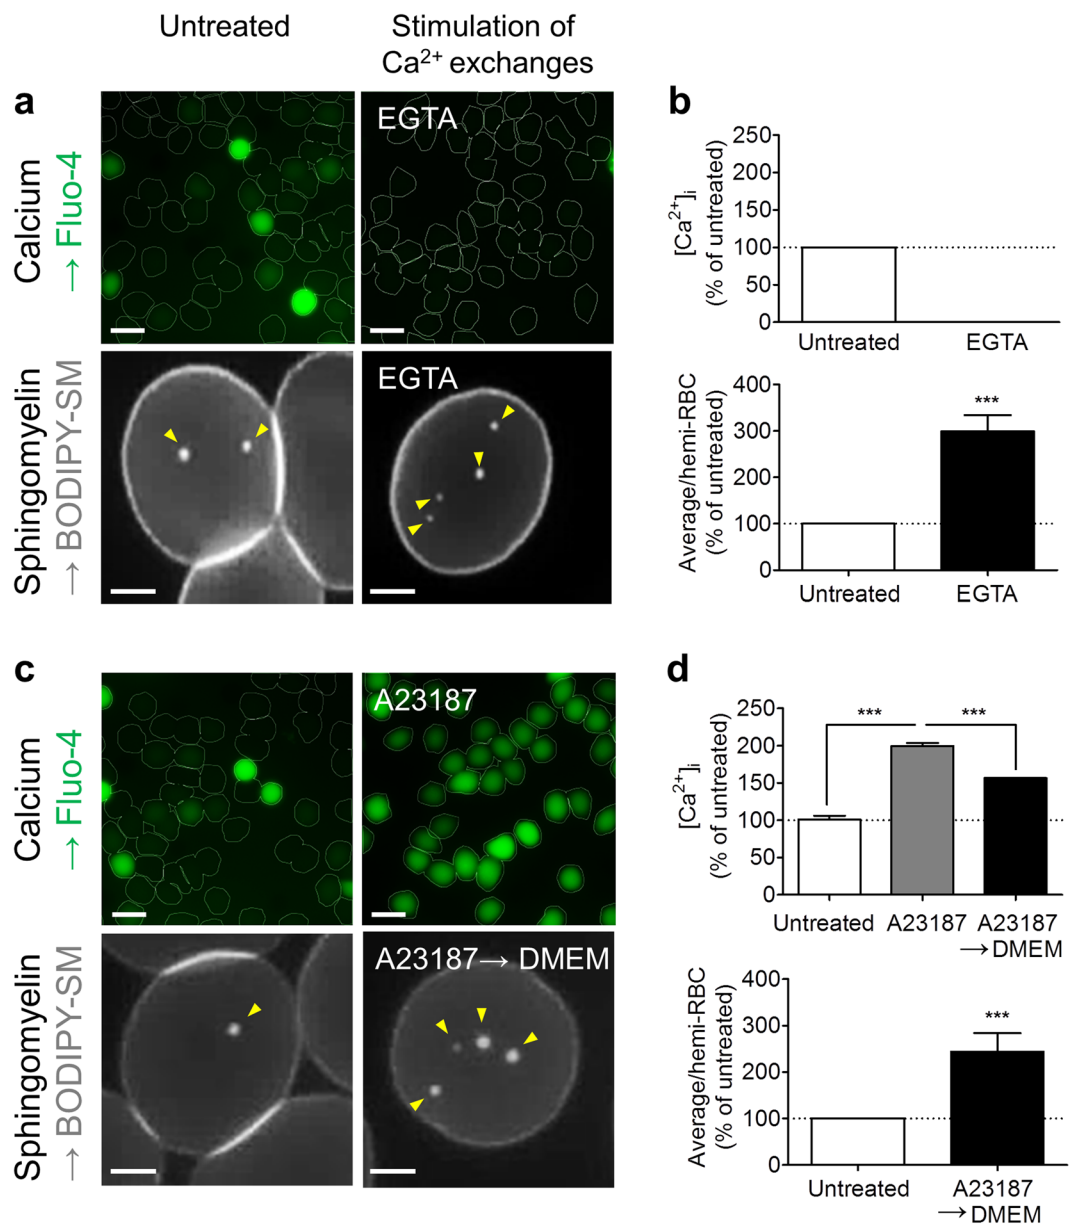 Untreated
Stimulation of
Ca²⁺ exchanges
a
Calcium
→ Fluo-4
EGTA
Sphingomyelin
→ BODIPY-SM
EGTA
b
[Ca²⁺]ᵢ
(% of untreated)
250
200
150
100
50
0
Untreated
EGTA
Average/hemi-RBC
(% of untreated)
400
300
200
100
0
***
Untreated
EGTA
c
Calcium
→ Fluo-4
A23187
Sphingomyelin
→ BODIPY-SM
A23187→ DMEM
d
[Ca²⁺]ᵢ
(% of untreated)
250
200
150
100
50
0
*** ***
Untreated A23187 A23187
→DMEM
Average/hemi-RBC
(% of untreated)
400
300
200
100
0
***
Untreated A23187
→DMEM